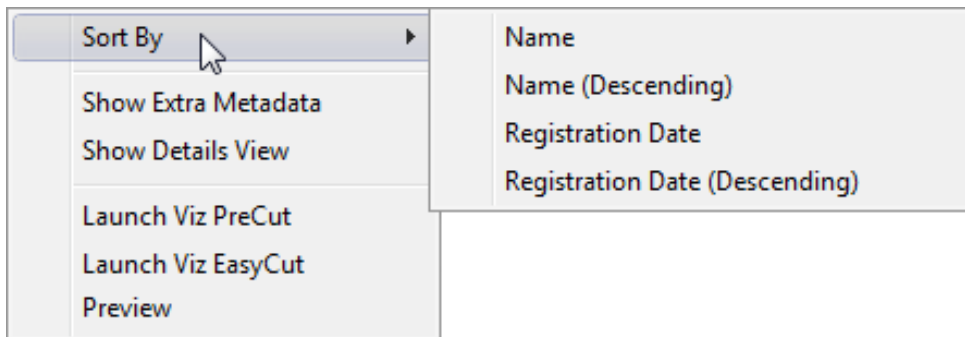 Sort By
Name
Name (Descending)
Registration Date
Registration Date (Descending)
Show Extra Metadata
Show Details View
Launch Viz PreCut
Launch Viz EasyCut
Preview